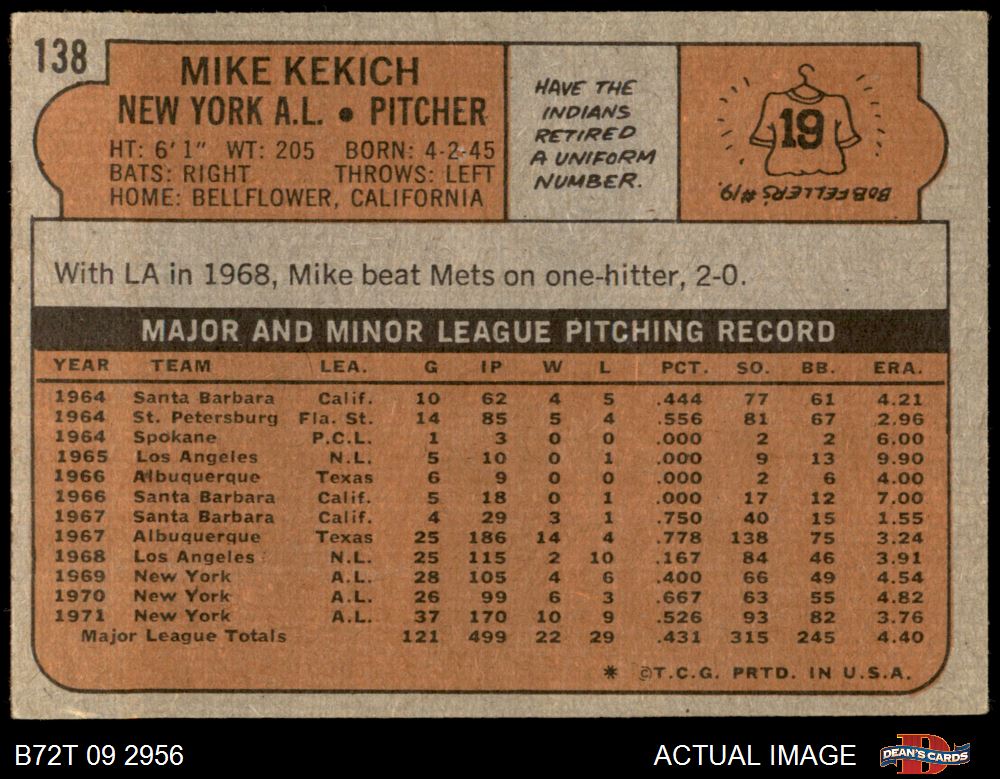 138
MIKE KEKICH
NEW YORK A.L. • PITCHER
HT: 6' 1" WT: 205 BORN: 4-2-45
BATS: RIGHT THROWS: LEFT
HOME: BELLFLOWER, CALIFORNIA
HAVE THE
INDIANS
RETIRED
A UNIFORM
NUMBER.
19
BOB FELLER'S #19.
With LA in 1968, Mike beat Mets on one-hitter, 2-0.
MAJOR AND MINOR LEAGUE PITCHING RECORD
YEAR TEAM LEA. G IP W L PCT. SO. BB. ERA.
1964 Santa Barbara Calif. 10 62 4 5 .444 77 61 4.21
1964 St. Petersburg Fla. St. 14 85 5 4 .556 81 67 2.96
1964 Spokane P.C.L. 1 3 0 0 .000 2 2 6.00
1965 Los Angeles N.L. 5 10 0 1 .000 9 13 9.90
1966 Albuquerque Texas 6 9 0 0 .000 2 6 4.00
1966 Santa Barbara Calif. 5 18 0 1 .000 17 12 7.00
1967 Santa Barbara Calif. 4 29 3 1 .750 40 15 1.55
1967 Albuquerque Texas 25 186 14 4 .778 138 75 3.24
1968 Los Angeles N.L. 25 115 2 10 .167 84 46 3.91
1969 New York A.L. 28 105 4 6 .400 66 49 4.54
1970 New York A.L. 26 99 6 3 .667 63 55 4.82
1971 New York A.L. 37 170 10 9 .526 93 82 3.76
Major League Totals 121 499 22 29 .431 315 245 4.40
* ©T.C.G. PRTD. IN U.S.A.
B72T 09 2956
ACTUAL IMAGE
DEAN'S CARDS